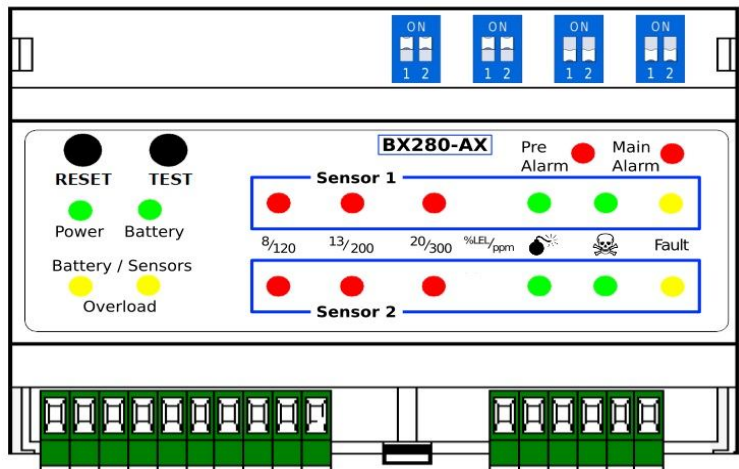 ON ON ON ON
1 2 1 2 1 2 1 2
BX280-AX
Pre Alarm
Main Alarm
RESET TEST
Sensor 1
Power Battery
8/120 13/200 20/300 %LEL/ppm Fault
Battery / Sensors
Overload
Sensor 2